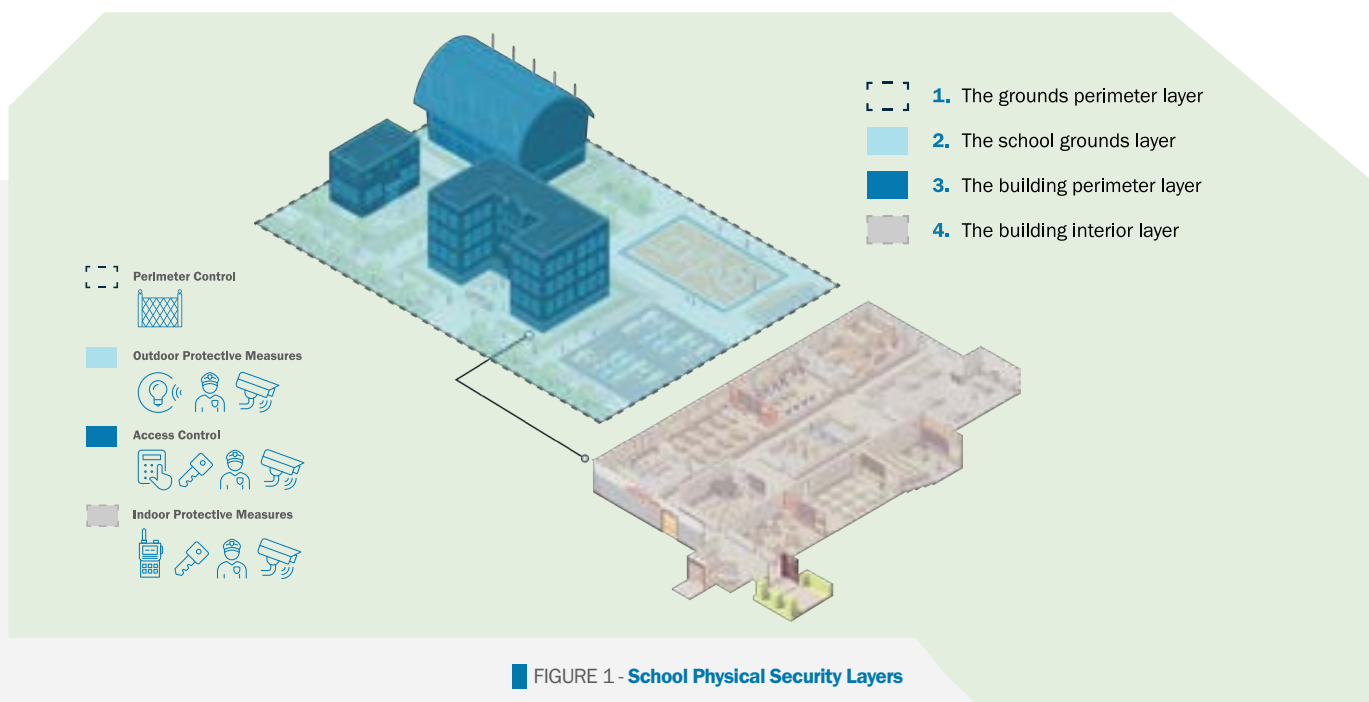 1. The grounds perimeter layer
2. The school grounds layer
3. The building perimeter layer
4. The building interior layer
Perimeter Control
Outdoor Protective Measures
Access Control
Indoor Protective Measures
FIGURE 1 - School Physical Security Layers